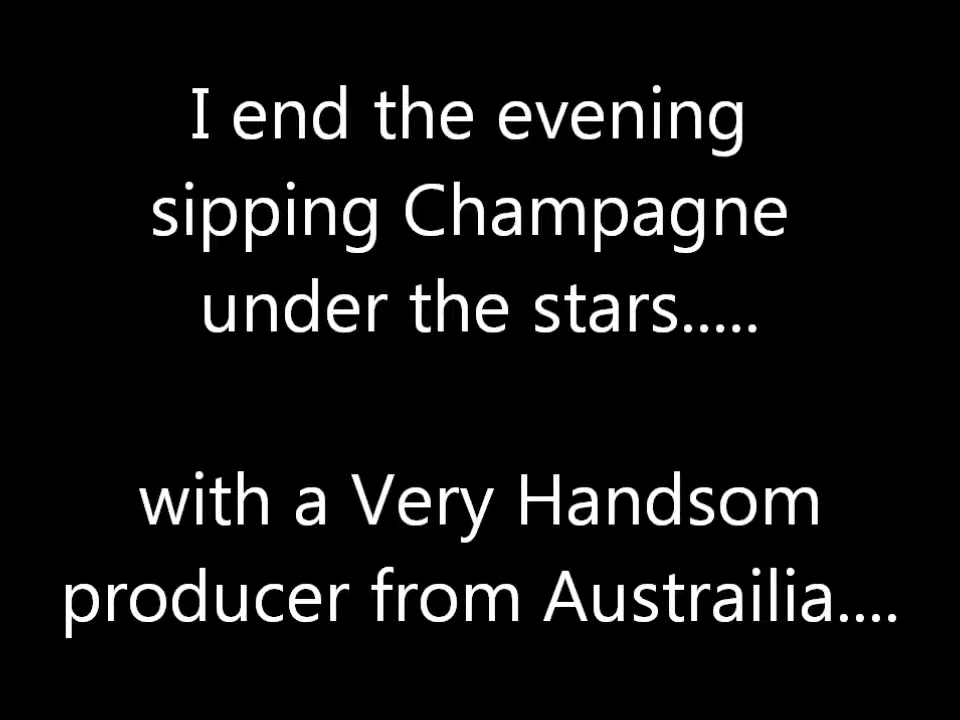 I end the evening
sipping Champagne
under the stars.....
with a Very Handsom
producer from Austrailia....